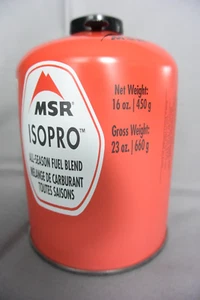 MSR
ISOPRO™
ALL-SEASON FUEL BLEND
MÉLANGE DE CARBURANT
TOUTES SAISONS
Net Weight:
16 oz. | 450 g
Gross Weight:
23 oz. | 660 g